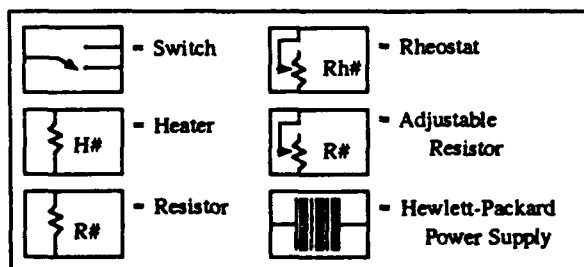 = Switch
H#
= Heater
R#
= Resistor
Rh#
= Rheostat
R#
= Adjustable
Resistor
= Hewlett-Packard
Power Supply